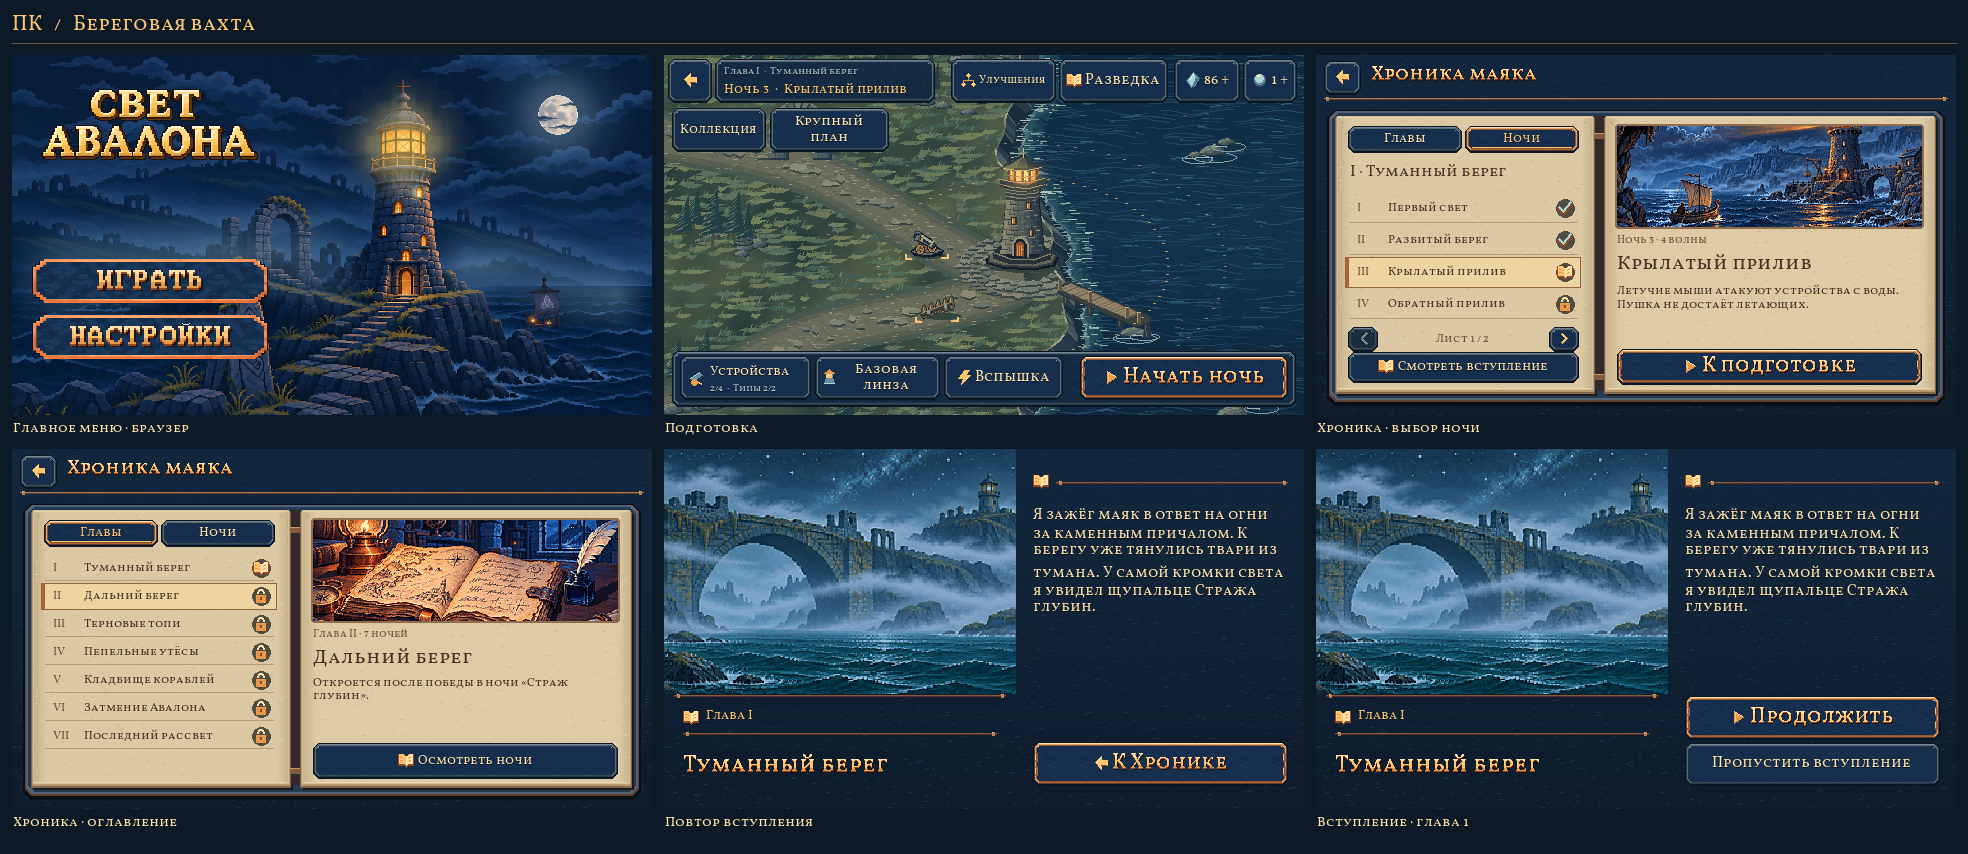 ПК / Береговая вахта
СВЕТ
АВАЛОНА
ИГРАТЬ
НАСТРОЙКИ
Главное меню · браузер
Глава I · Туманный берег
Ночь 3 · Крылатый прилив
Улучшения
Разведка
86 +
1 +
Коллекция
Крупный
план
Устройства
2/4 · Типы 2/2
Базовая
линза
Вспышка
Начать ночь
Подготовка
Хроника маяка
Главы
Ночи
I · Туманный берег
I Первый свет
II Разбитый берег
III Крылатый прилив
IV Обратный прилив
Лист 1 / 2
Смотреть вступление
Ночь 3 · 4 волны
Крылатый прилив
Летучие мыши атакуют устройства с воды.
Пушка не достаёт летающих.
К подготовке
Хроника · выбор ночи
Хроника маяка
Главы
Ночи
I Туманный берег
II Дальний берег
III Терновые топи
IV Пепельные утёсы
V Кладбище кораблей
VI Затмение Авалона
VII Последний рассвет
Глава II · 7 ночей
Дальний берег
Откроется после победы в ночи «Страж
глубин».
Осмотреть ночи
Хроника · оглавление
Я зажёг маяк в ответ на огни
за каменным причалом. К
берегу уже тянулись твари из
тумана. У самой кромки света
я увидел щупальце Стража
глубин.
Глава I
Туманный берег
К Хронике
Повтор вступления
Я зажёг маяк в ответ на огни
за каменным причалом. К
берегу уже тянулись твари из
тумана. У самой кромки света
я увидел щупальце Стража
глубин.
Глава I
Туманный берег
Продолжить
Пропустить вступление
Вступление · глава 1